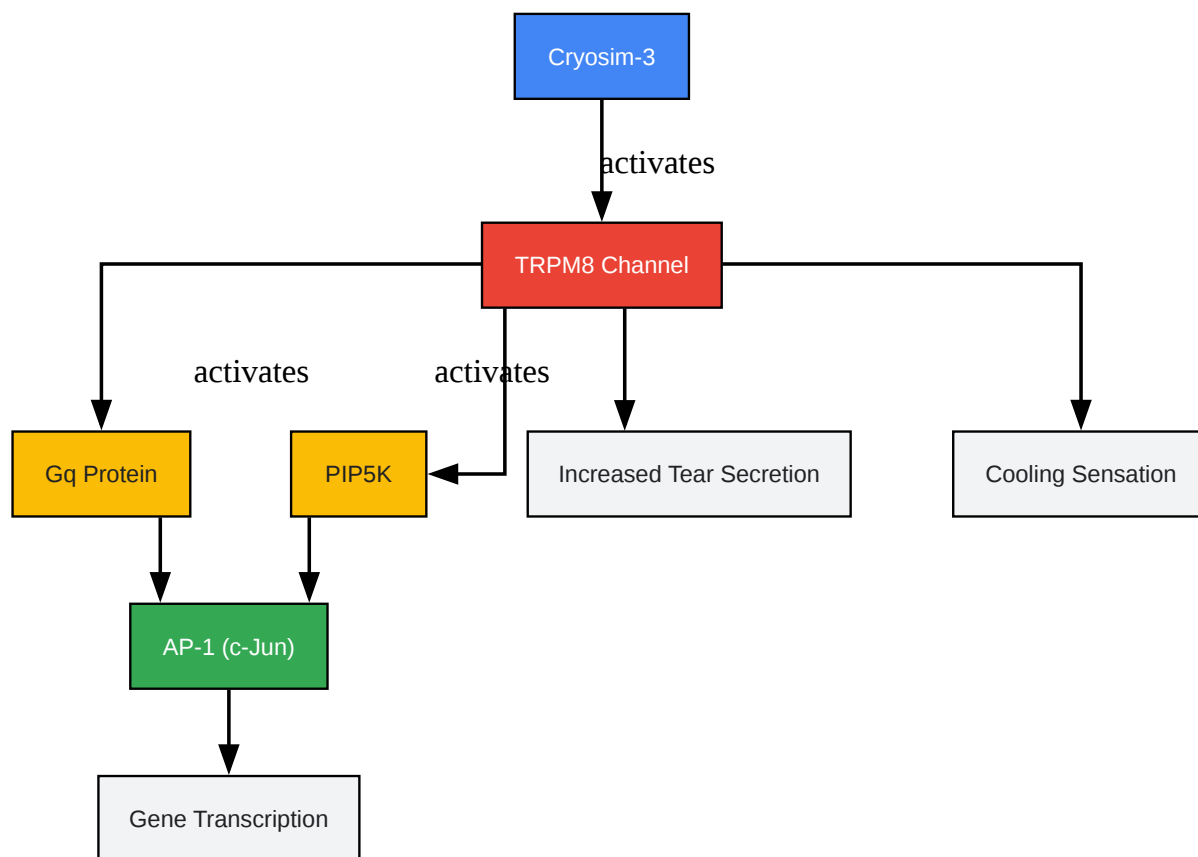 Cryosim-3
activates
TRPM8 Channel
activates
activates
Gq Protein
PIP5K
Increased Tear Secretion
Cooling Sensation
AP-1 (c-Jun)
Gene Transcription